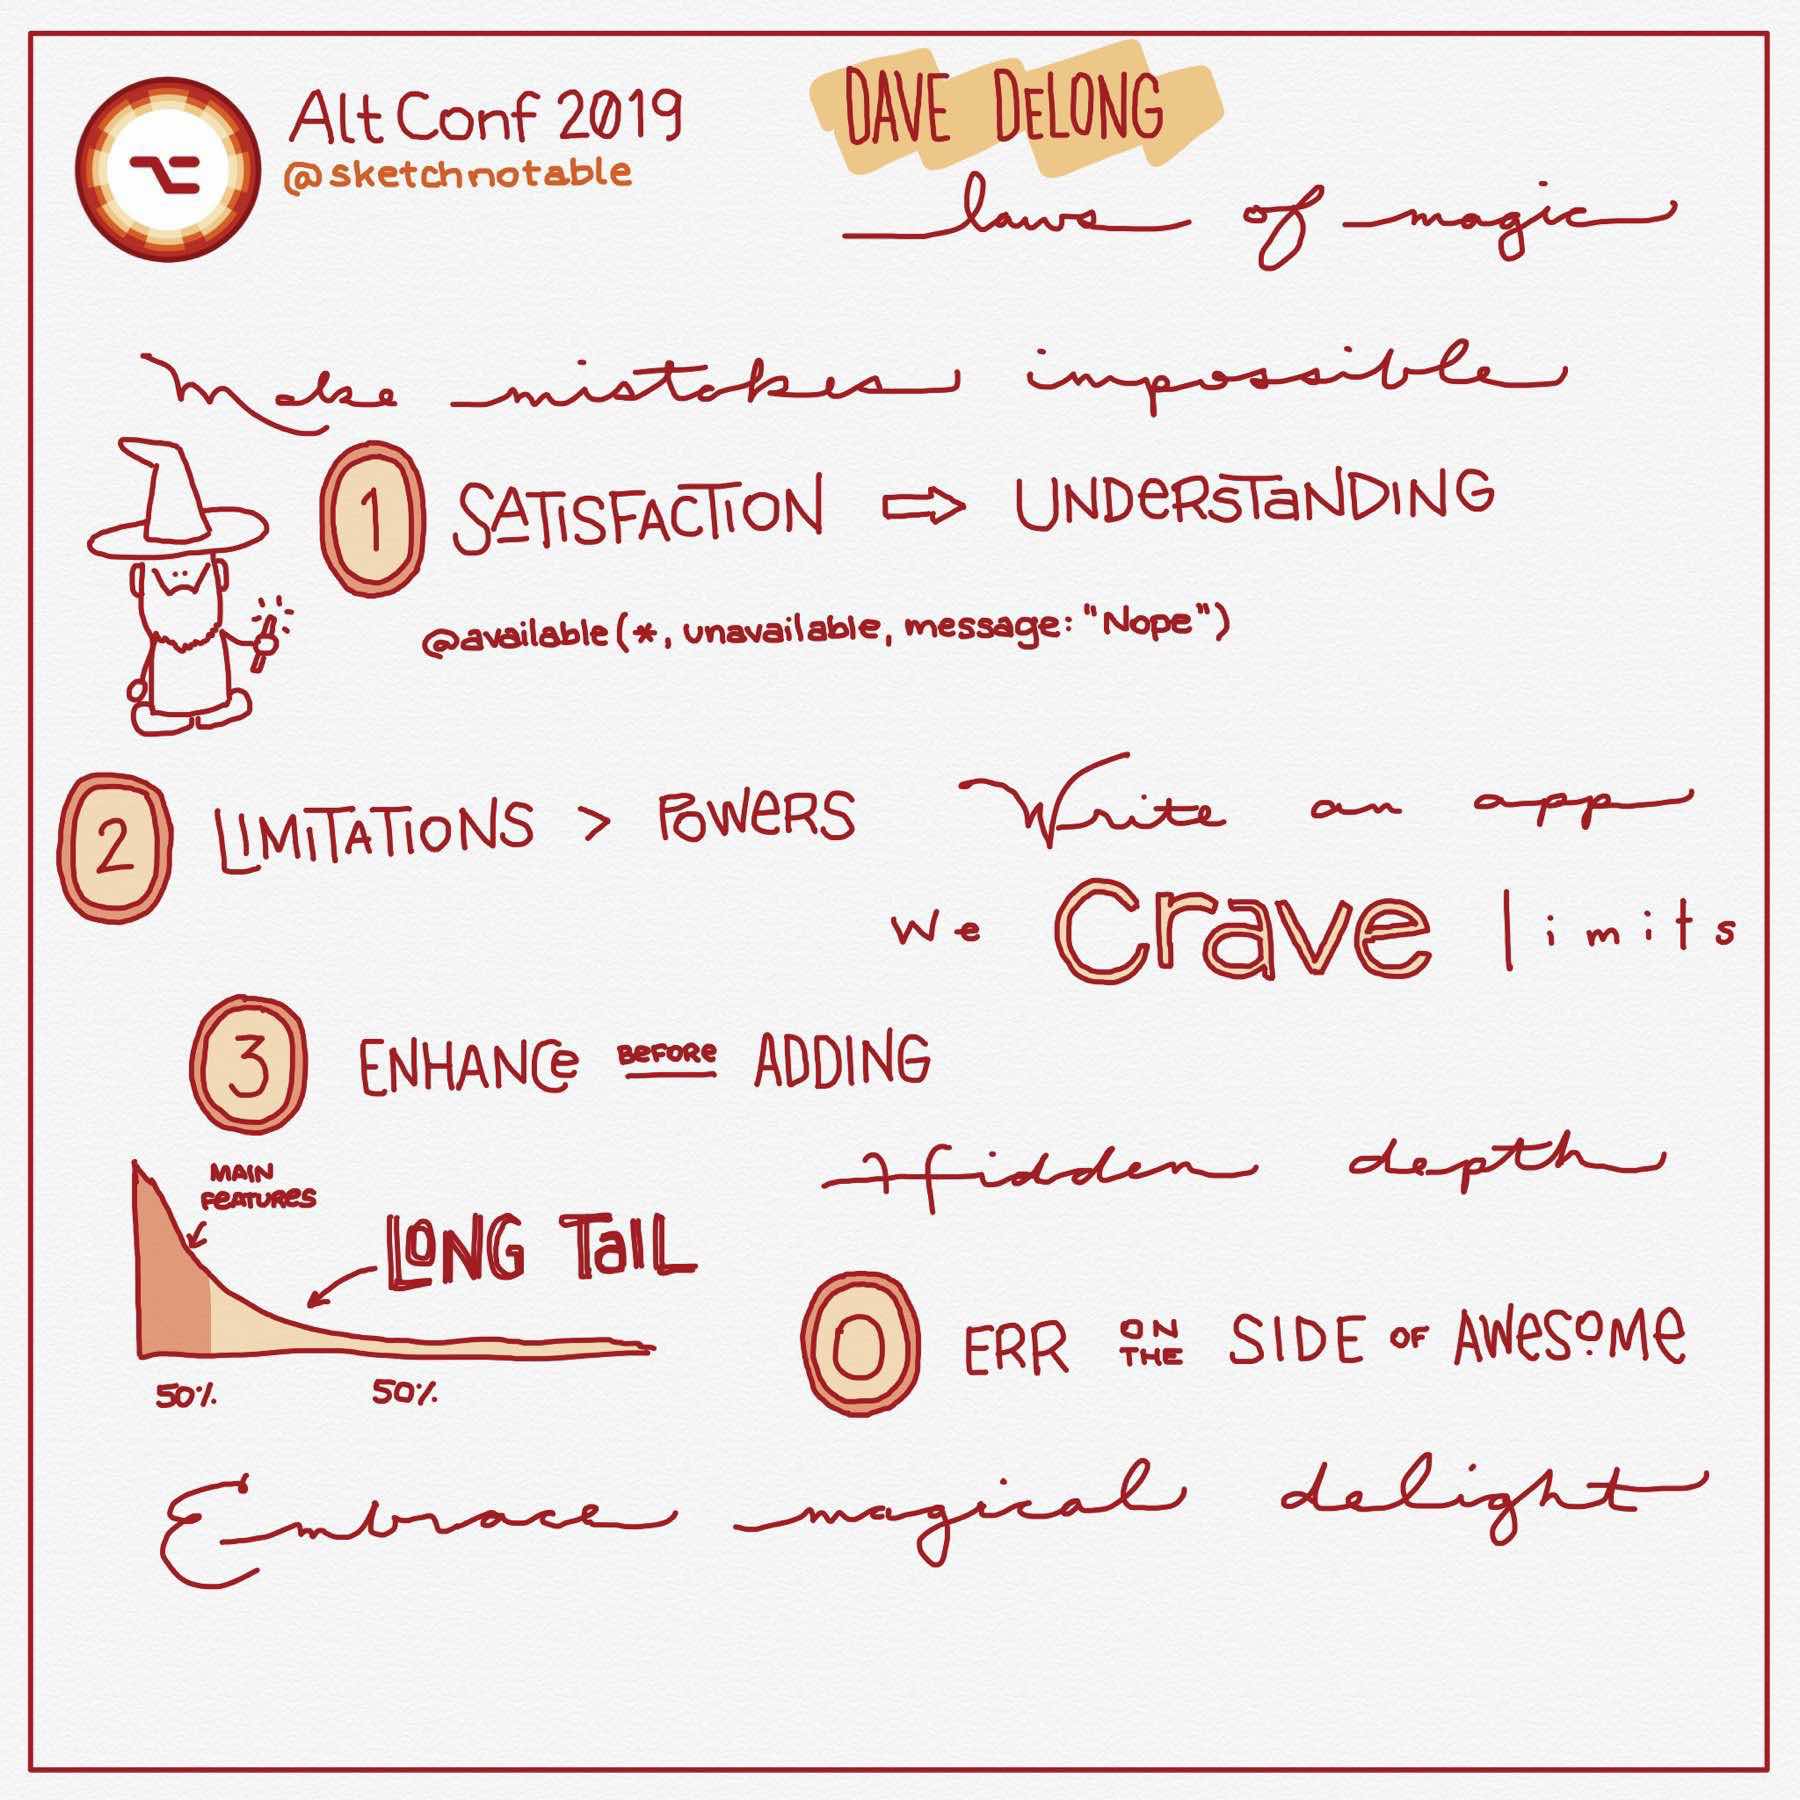 Alt Conf 2019
@sketchnotable
DAVE DELONG
laws of magic
Make mistakes impossible
1 SATISFACTION ⇒ UNDERSTANDING
@available(*, unavailable, message: "Nope")
2 LIMITATIONS > POWERS
Write an app
we crave limits
3 ENHANCE BEFORE ADDING
MAIN
FEATURES
LONG TAIL
50% 50%
Hidden depth
0 ERR ON THE SIDE OF AWESOME
Embrace magical delight